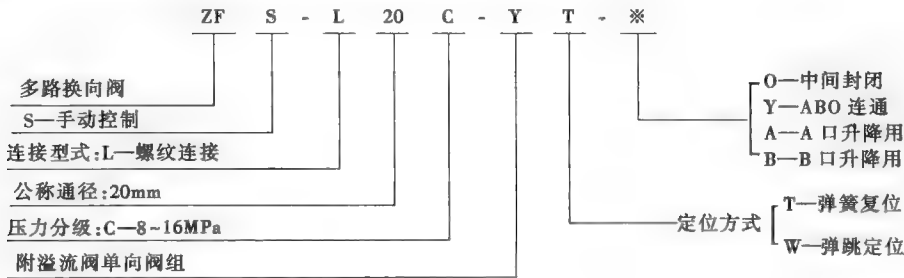 ZF S - L 20 C - Y T - ※
多路换向阀
S—手动控制
连接型式:L—螺纹连接
公称通径:20mm
压力分级:C—8~16MPa
附溢流阀单向阀组
O—中间封闭
Y—ABO 连通
A—A 口升降用
B—B 口升降用
定位方式
T—弹簧复位
W—弹跳定位